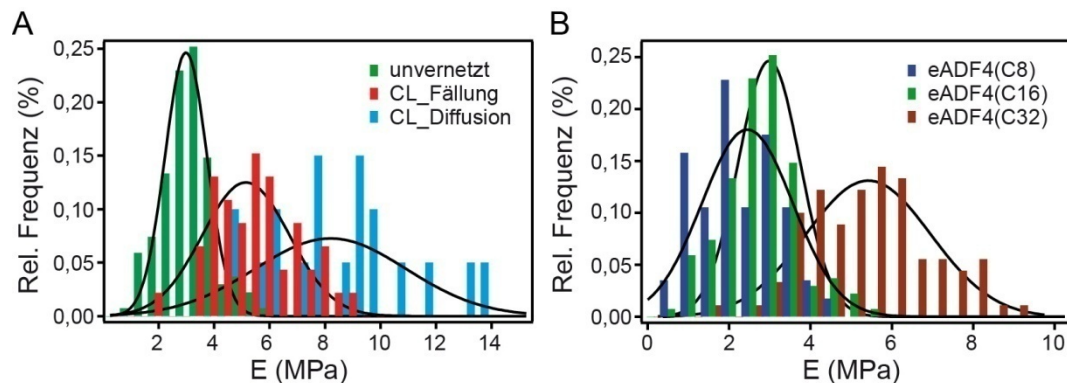 A
B
0,25
0,20
0,15
0,10
0,05
0,00
Rel. Frequenz (%)
unvernetzt
CL_Fällung
CL_Diffusion
2 4 6 8 10 12 14
E (MPa)
0,25
0,20
0,15
0,10
0,05
0,00
Rel. Frequenz (%)
eADF4(C8)
eADF4(C16)
eADF4(C32)
0 2 4 6 8 10
E (MPa)